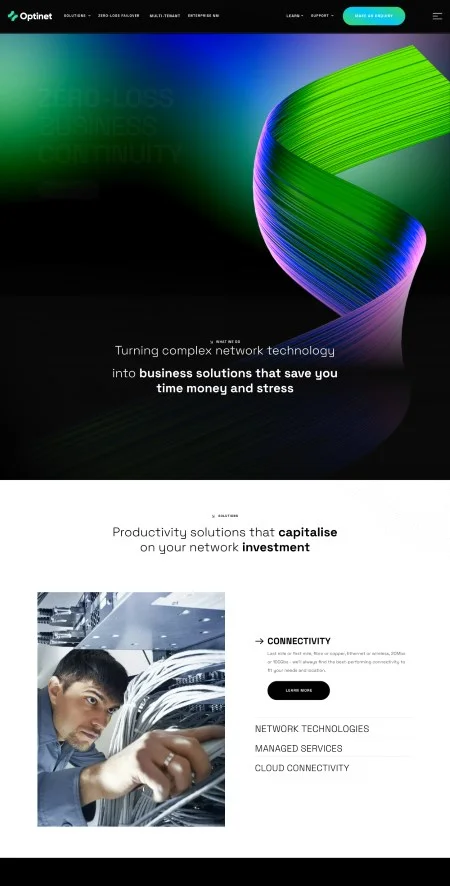 Optinet
SOLUTIONS
ZERO-LOSS FAILOVER
MULTI-TENANT
ENTERPRISE NNI
LEARN
SUPPORT
MAKE AN ENQUIRY
ZERO-LOSS
BUSINESS
CONTINUITY
WHAT WE DO
Turning complex network technology
into business solutions that save you
time money and stress
SOLUTIONS
Productivity solutions that capitalise
on your network investment
CONNECTIVITY
Last mile or first mile, fibre or copper, Ethernet or wireless, 20Mbps
or 100Gbps - we'll always find the best-performing connectivity to
fit your needs and location.
LEARN MORE
NETWORK TECHNOLOGIES
MANAGED SERVICES
CLOUD CONNECTIVITY